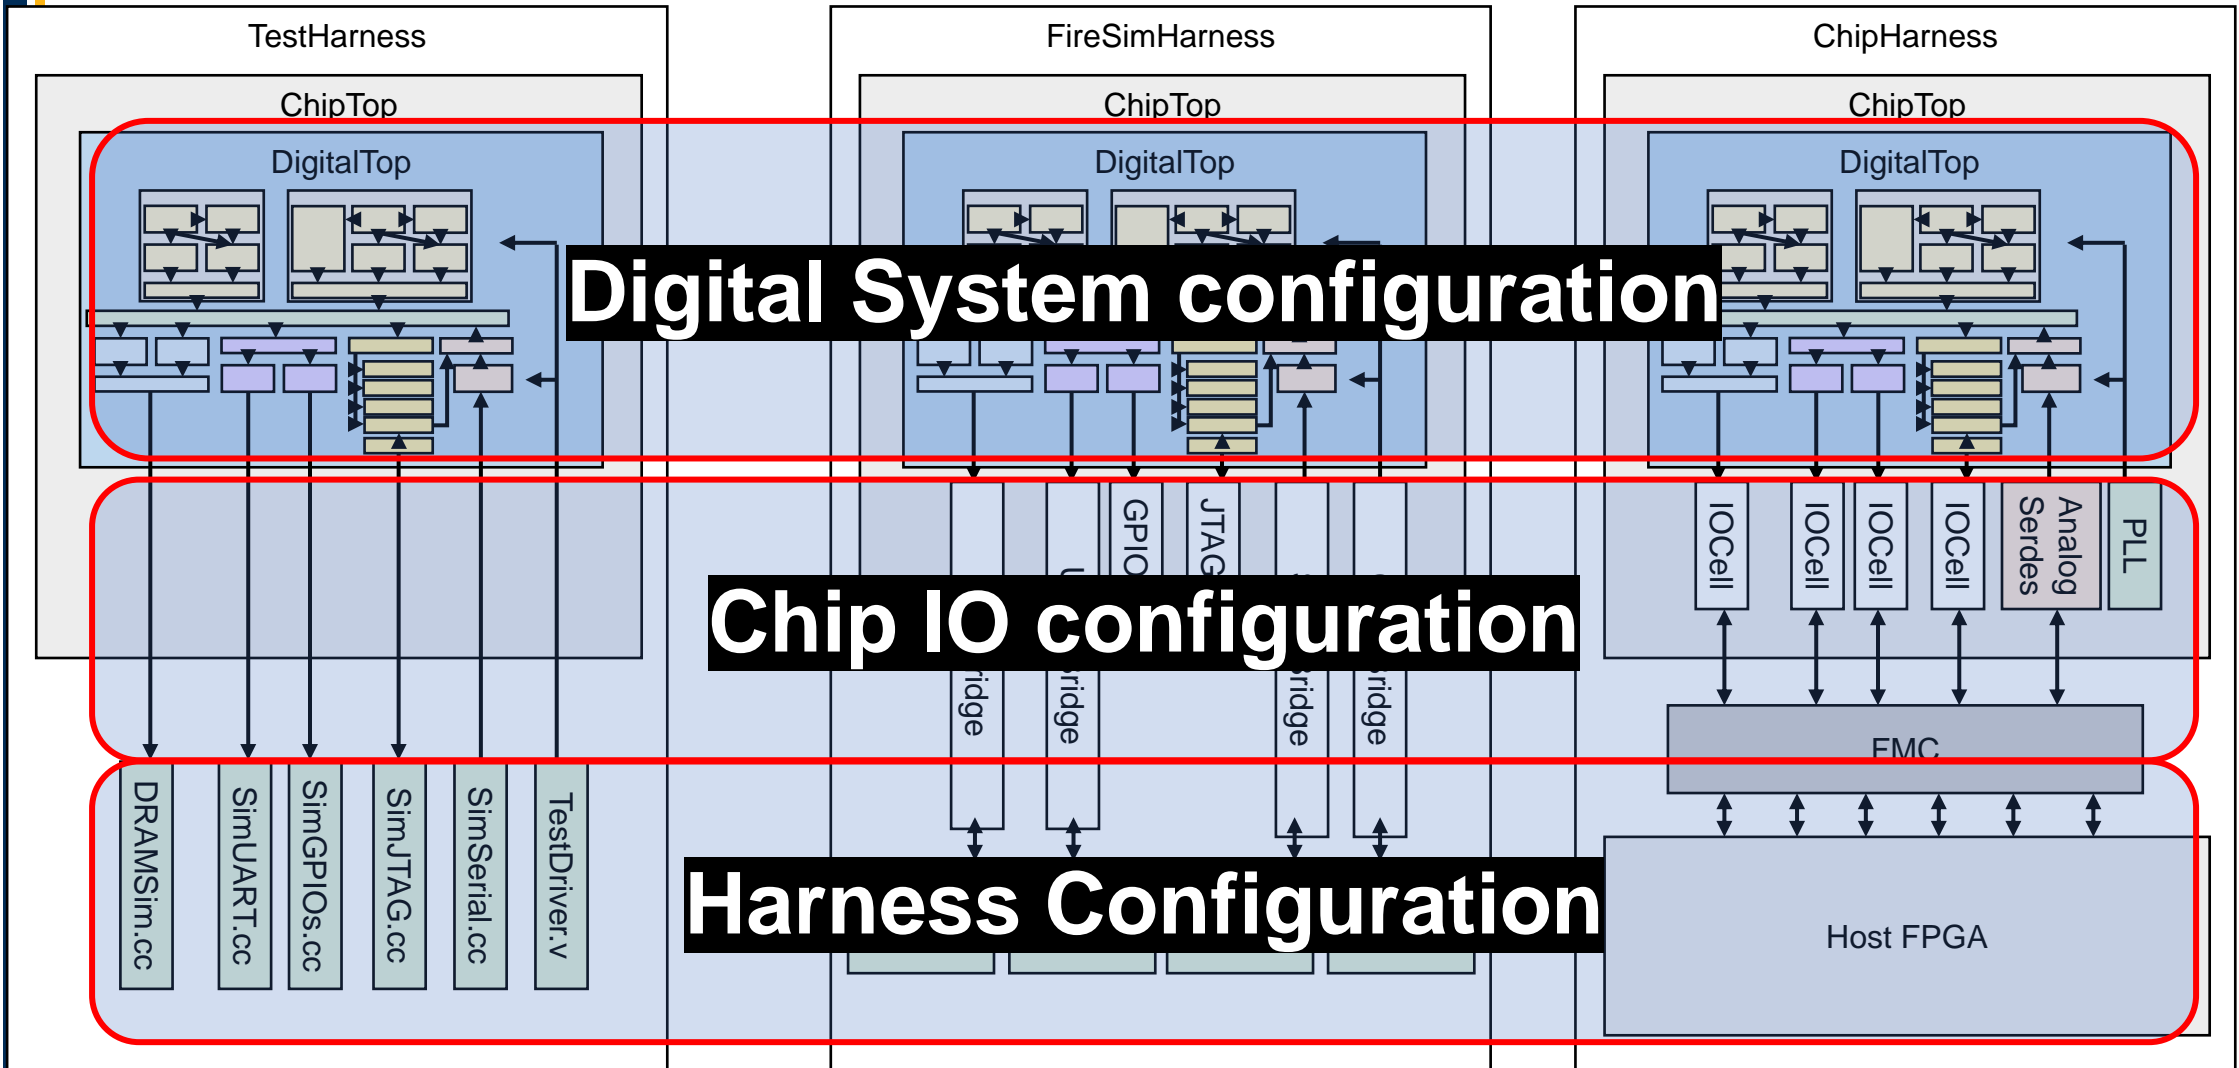 TestHarness
FireSimHarness
ChipHarness
ChipTop
ChipTop
ChipTop
DigitalTop
DigitalTop
DigitalTop
Digital System configuration
GPIO
JTAG
IOCell
IOCell
IOCell
IOCell
Analog
Serdes
PLL
Chip IO configuration
FMC
DRAMSim.cc
SimUART.cc
SimGPIOs.cc
SimJTAG.cc
SimSerial.cc
TestDriver.v
Harness Configuration
Host FPGA